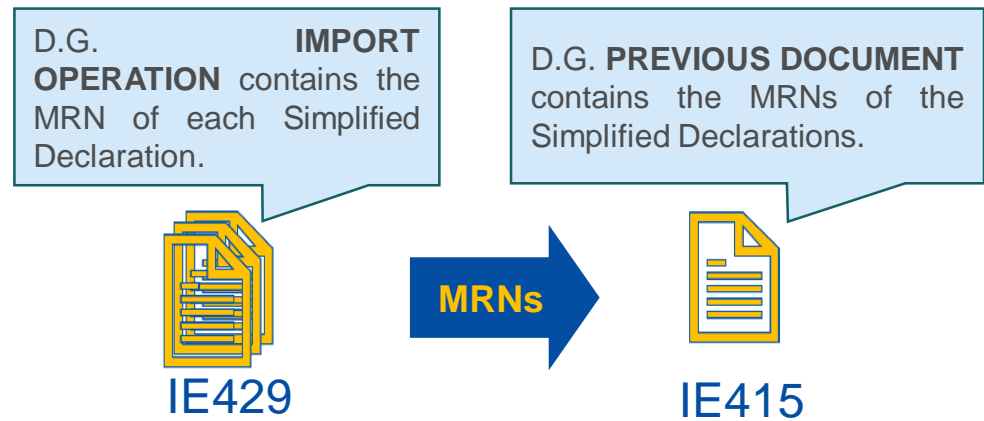 D.G. IMPORT
OPERATION contains the
MRN of each Simplified
Declaration.
D.G. PREVIOUS DOCUMENT
contains the MRNs of the
Simplified Declarations.
MRNs
IE429
IE415